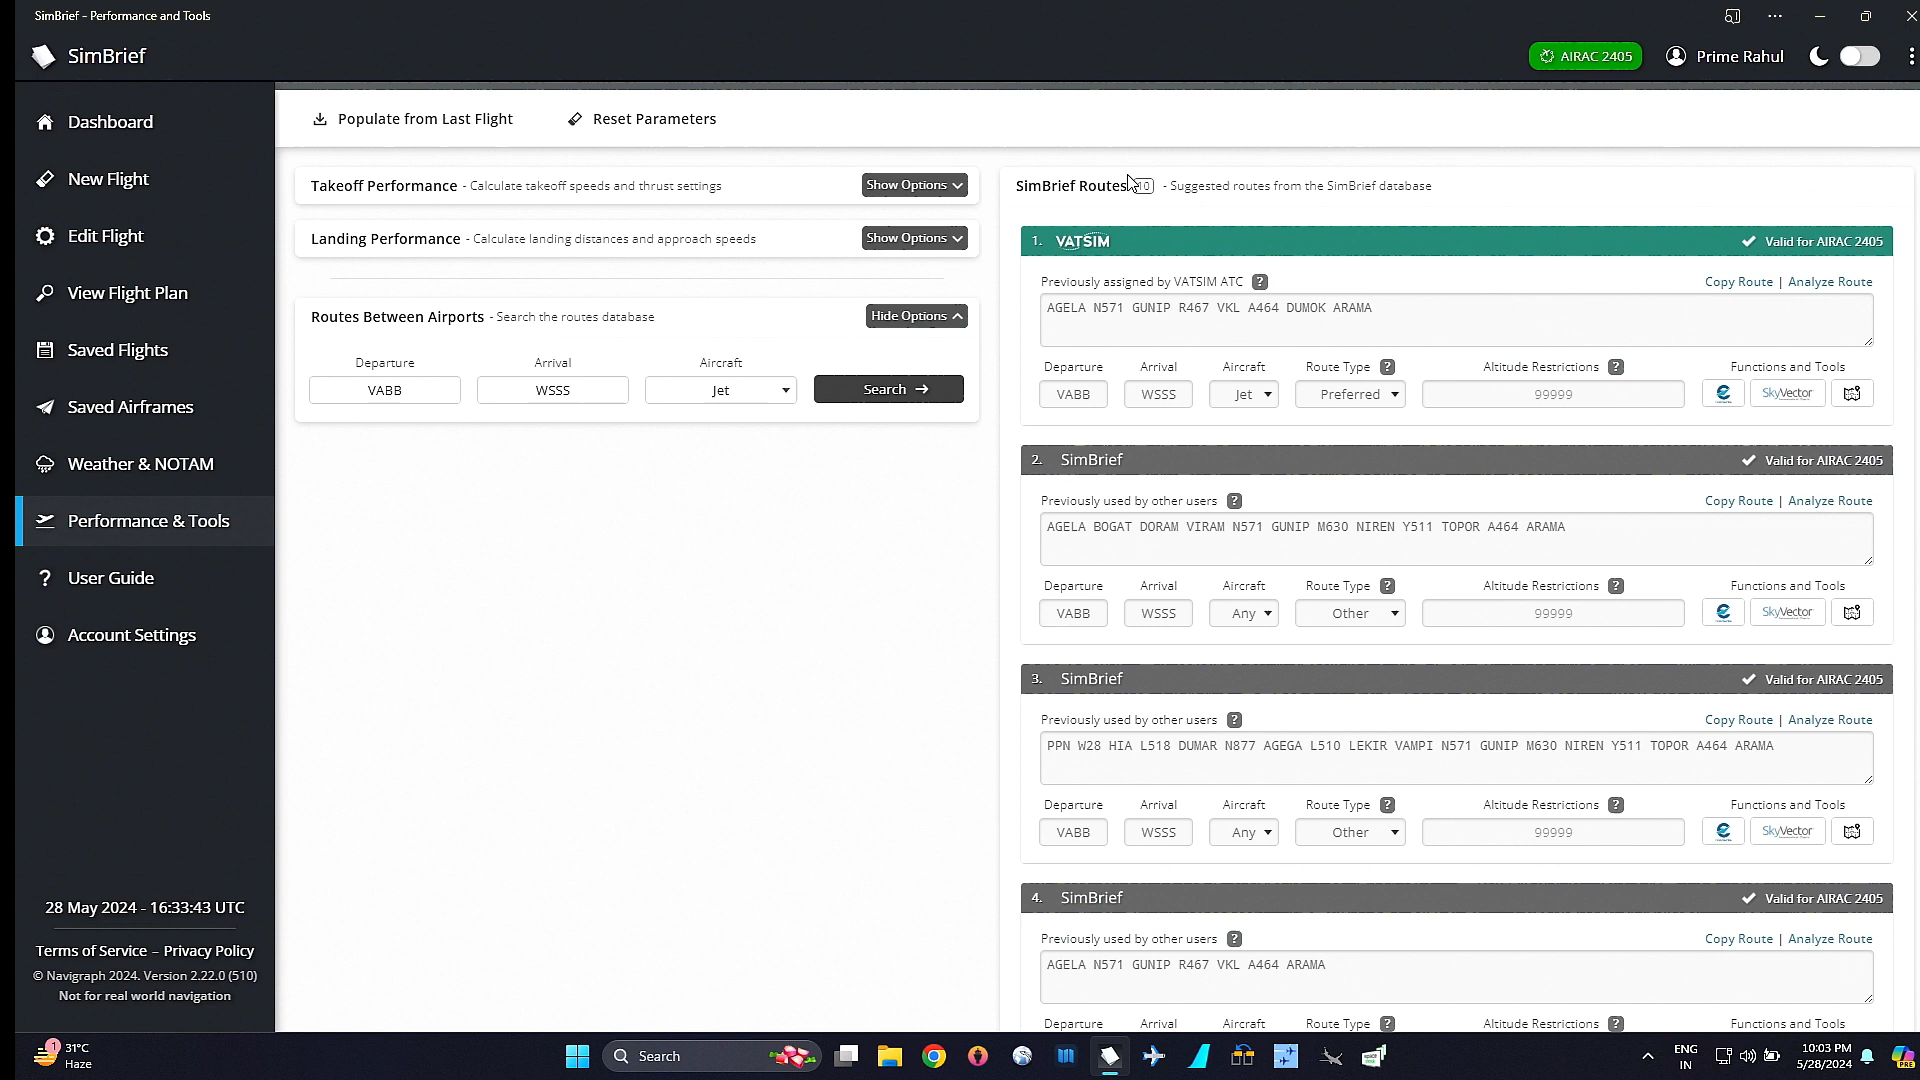 SimBrief - Performance and Tools
SimBrief
AIRAC 2405
Prime Rahul
Dashboard
New Flight
Edit Flight
View Flight Plan
Saved Flights
Saved Airframes
Weather & NOTAM
Performance & Tools
User Guide
Account Settings
28 May 2024 - 16:33:43 UTC
Terms of Service – Privacy Policy
© Navigraph 2024. Version 2.22.0 (510)
Not for real world navigation
Populate from Last Flight
Reset Parameters
Takeoff Performance - Calculate takeoff speeds and thrust settings
Show Options
Landing Performance - Calculate landing distances and approach speeds
Show Options
Routes Between Airports - Search the routes database
Hide Options
Departure Arrival Aircraft
VABB WSSS Jet Search
SimBrief Routes 10 - Suggested routes from the SimBrief database
1. VATSIM Valid for AIRAC 2405
Previously assigned by VATSIM ATC ? Copy Route | Analyze Route
AGELA N571 GUNIP R467 VKL A464 DUMOK ARAMA
Departure Arrival Aircraft Route Type ? Altitude Restrictions ? Functions and Tools
VABB WSSS Jet Preferred 99999 SkyVector
2. SimBrief Valid for AIRAC 2405
Previously used by other users ? Copy Route | Analyze Route
AGELA BOGAT DORAM VIRAM N571 GUNIP M630 NIREN Y511 TOPOR A464 ARAMA
Departure Arrival Aircraft Route Type ? Altitude Restrictions ? Functions and Tools
VABB WSSS Any Other 99999 SkyVector
3. SimBrief Valid for AIRAC 2405
Previously used by other users ? Copy Route | Analyze Route
PPN W28 HIA L518 DUMAR N877 AGEGA L510 LEKIR VAMPI N571 GUNIP M630 NIREN Y511 TOPOR A464 ARAMA
Departure Arrival Aircraft Route Type ? Altitude Restrictions ? Functions and Tools
VABB WSSS Any Other 99999 SkyVector
4. SimBrief Valid for AIRAC 2405
Previously used by other users ? Copy Route | Analyze Route
AGELA N571 GUNIP R467 VKL A464 ARAMA
Departure Arrival Aircraft Route Type ? Altitude Restrictions ? Functions and Tools
1
31°C
Haze
Search
ENG
IN
10:03 PM
5/28/2024
PRE